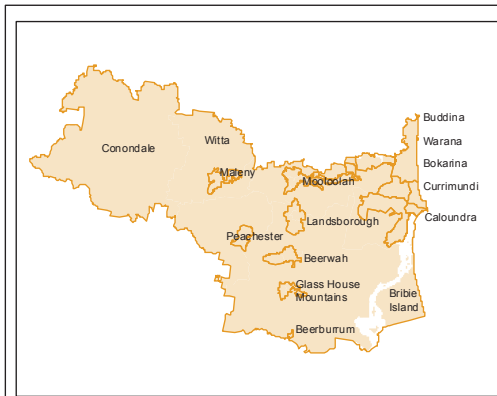 Buddina
Witta
Warana
Conondale
Bokarina
Maleny
Mooloolah
Currimundi
Landsborough
Caloundra
Peachester
Beerwah
Glass House
Mountains
Bribie
Island
Beerburrum